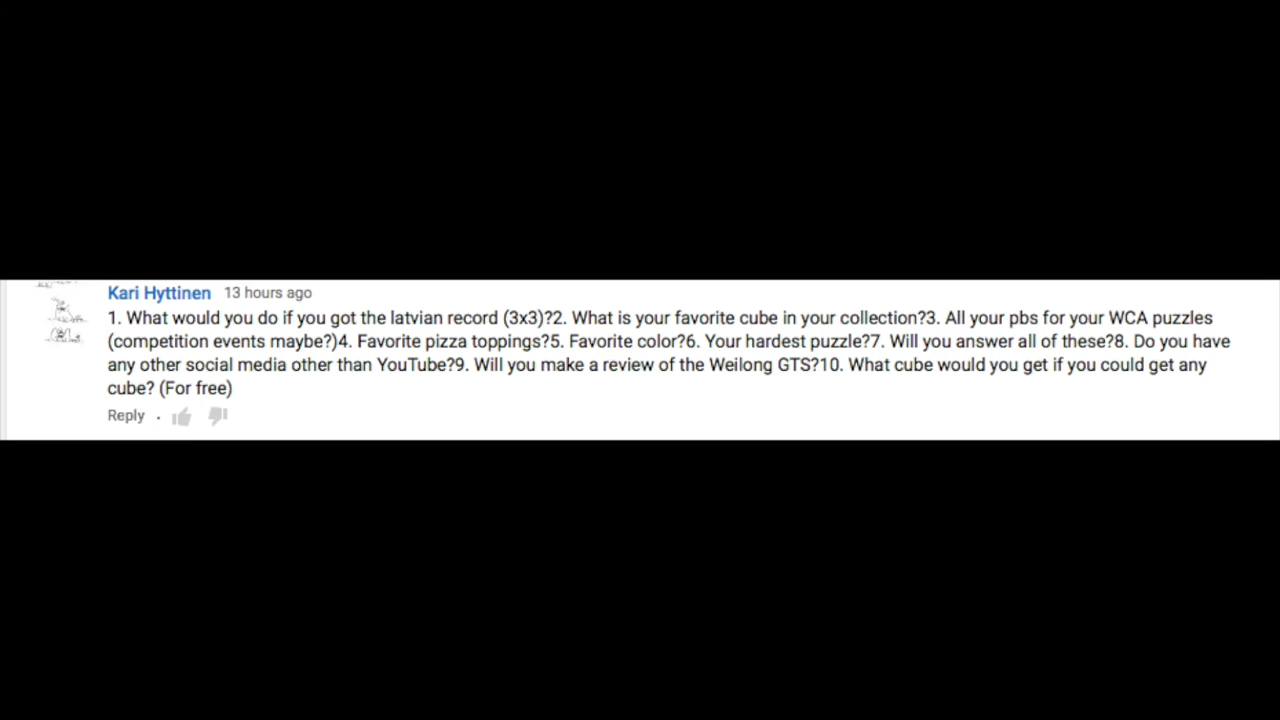 Kari Hyttinen 13 hours ago
1. What would you do if you got the latvian record (3x3)?2. What is your favorite cube in your collection?3. All your pbs for your WCA puzzles
(competition events maybe?)4. Favorite pizza toppings?5. Favorite color?6. Your hardest puzzle?7. Will you answer all of these?8. Do you have
any other social media other than YouTube?9. Will you make a review of the Weilong GTS?10. What cube would you get if you could get any
cube? (For free)
Reply .